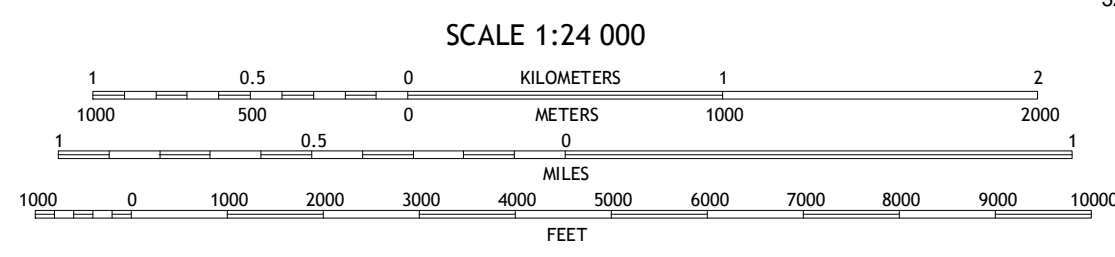 SCALE 1:24 000
1 0.5 0 KILOMETERS 1 2
1000 500 0 METERS 1000 2000
1 0.5 0 1
MILES
1000 0 1000 2000 3000 4000 5000 6000 7000 8000 9000 10000
FEET